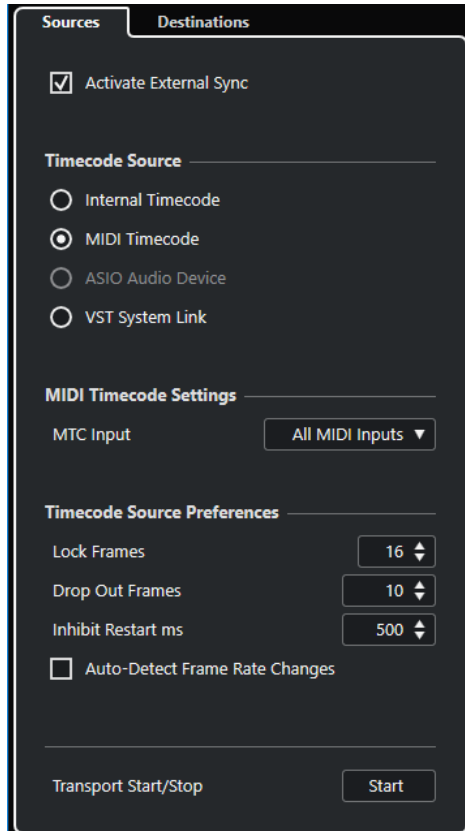 Sources Destinations
Activate External Sync
Timecode Source
Internal Timecode
MIDI Timecode
ASIO Audio Device
VST System Link
MIDI Timecode Settings
MTC Input All MIDI Inputs
Timecode Source Preferences
Lock Frames 16
Drop Out Frames 10
Inhibit Restart ms 500
Auto-Detect Frame Rate Changes
Transport Start/Stop Start